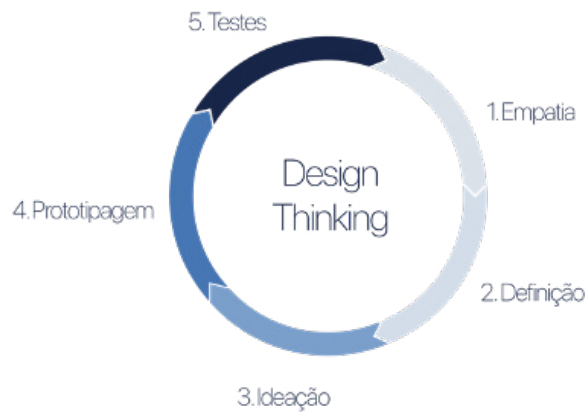 5. Testes
1. Empatia
Design
Thinking
4. Prototipagem
2. Definição
3. Ideação